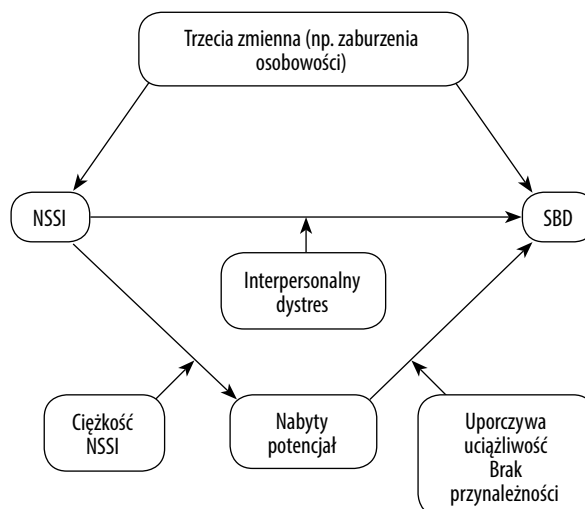 Trzecia zmienna (np. zaburzenia
osobowości)
NSSI
SBD
Interpersonalny
dystres
Ciężkość
NSSI
Nabyty
potencjał
Uporczywa
uciążliwość
Brak
przynależności